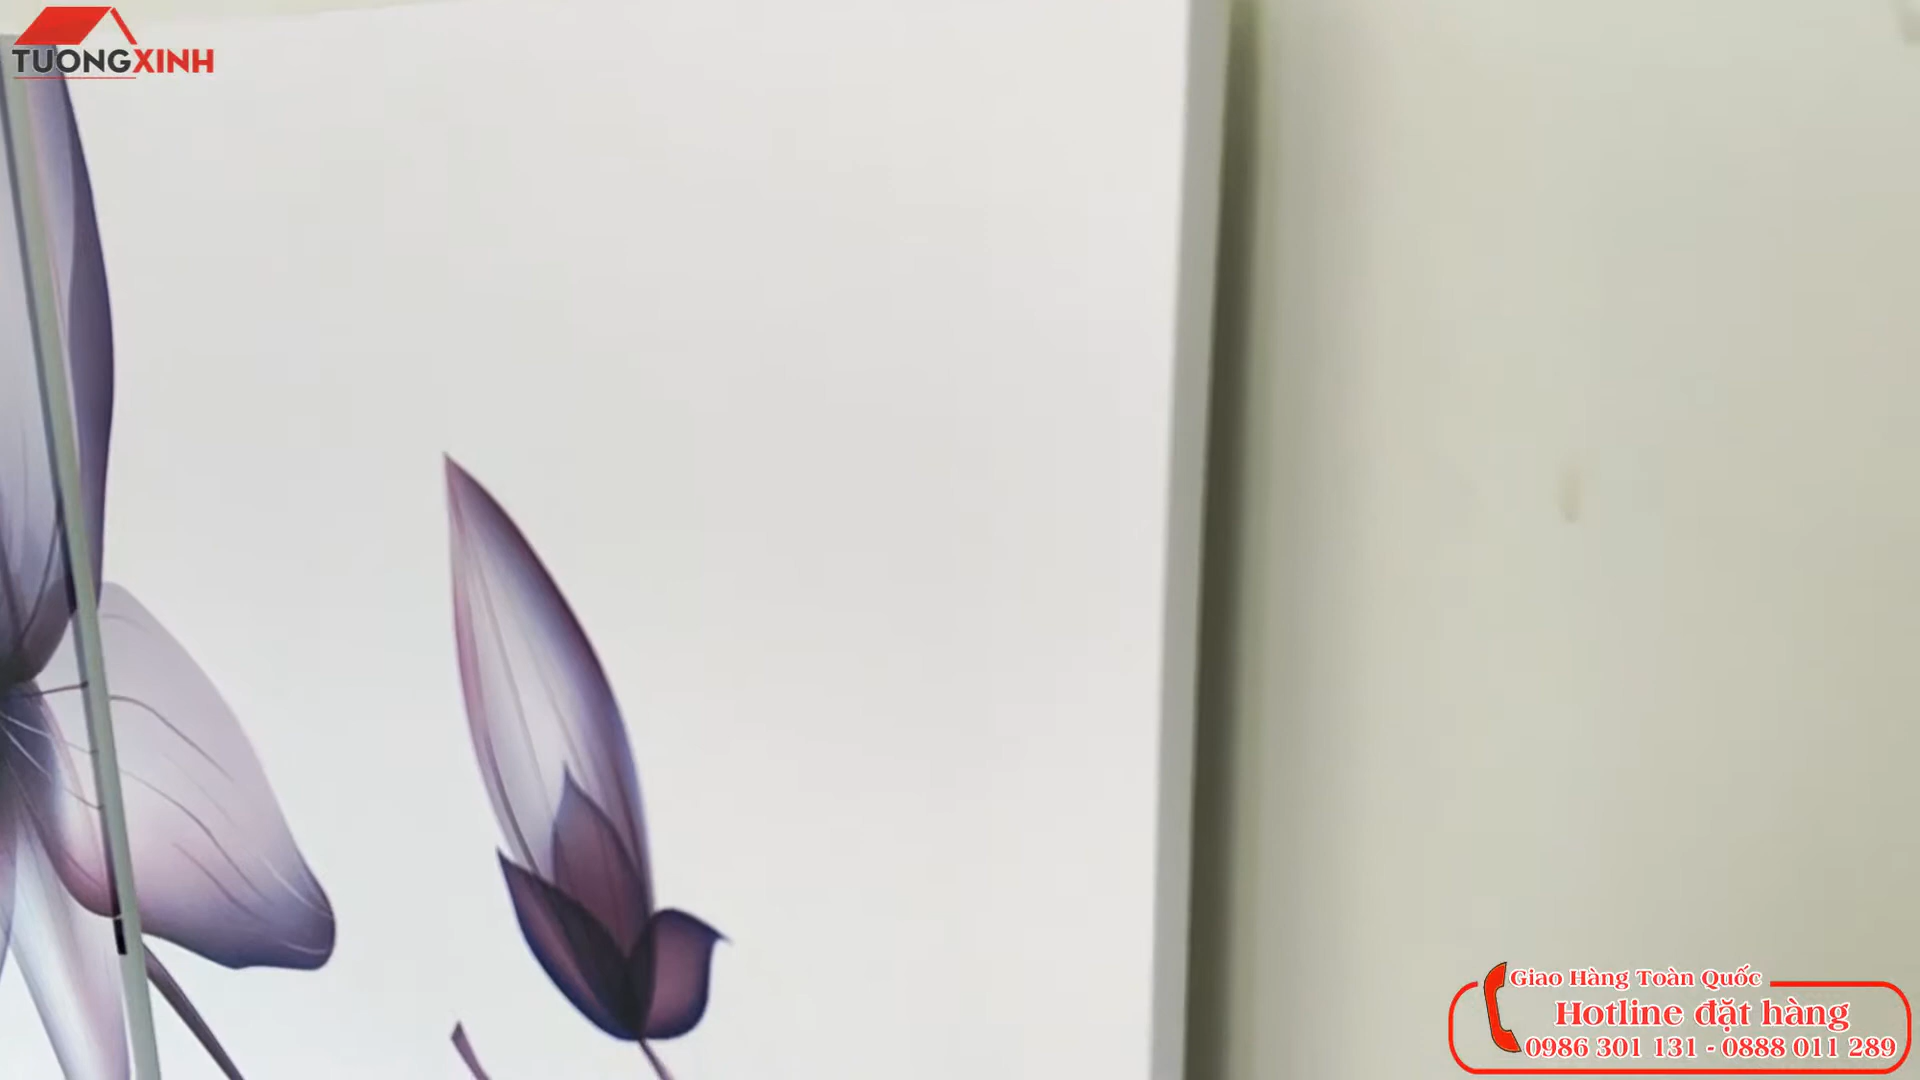 TUONGXINH
Giao Hàng Toàn Quốc
Hotline đặt hàng
0986 301 131 - 0888 011 289